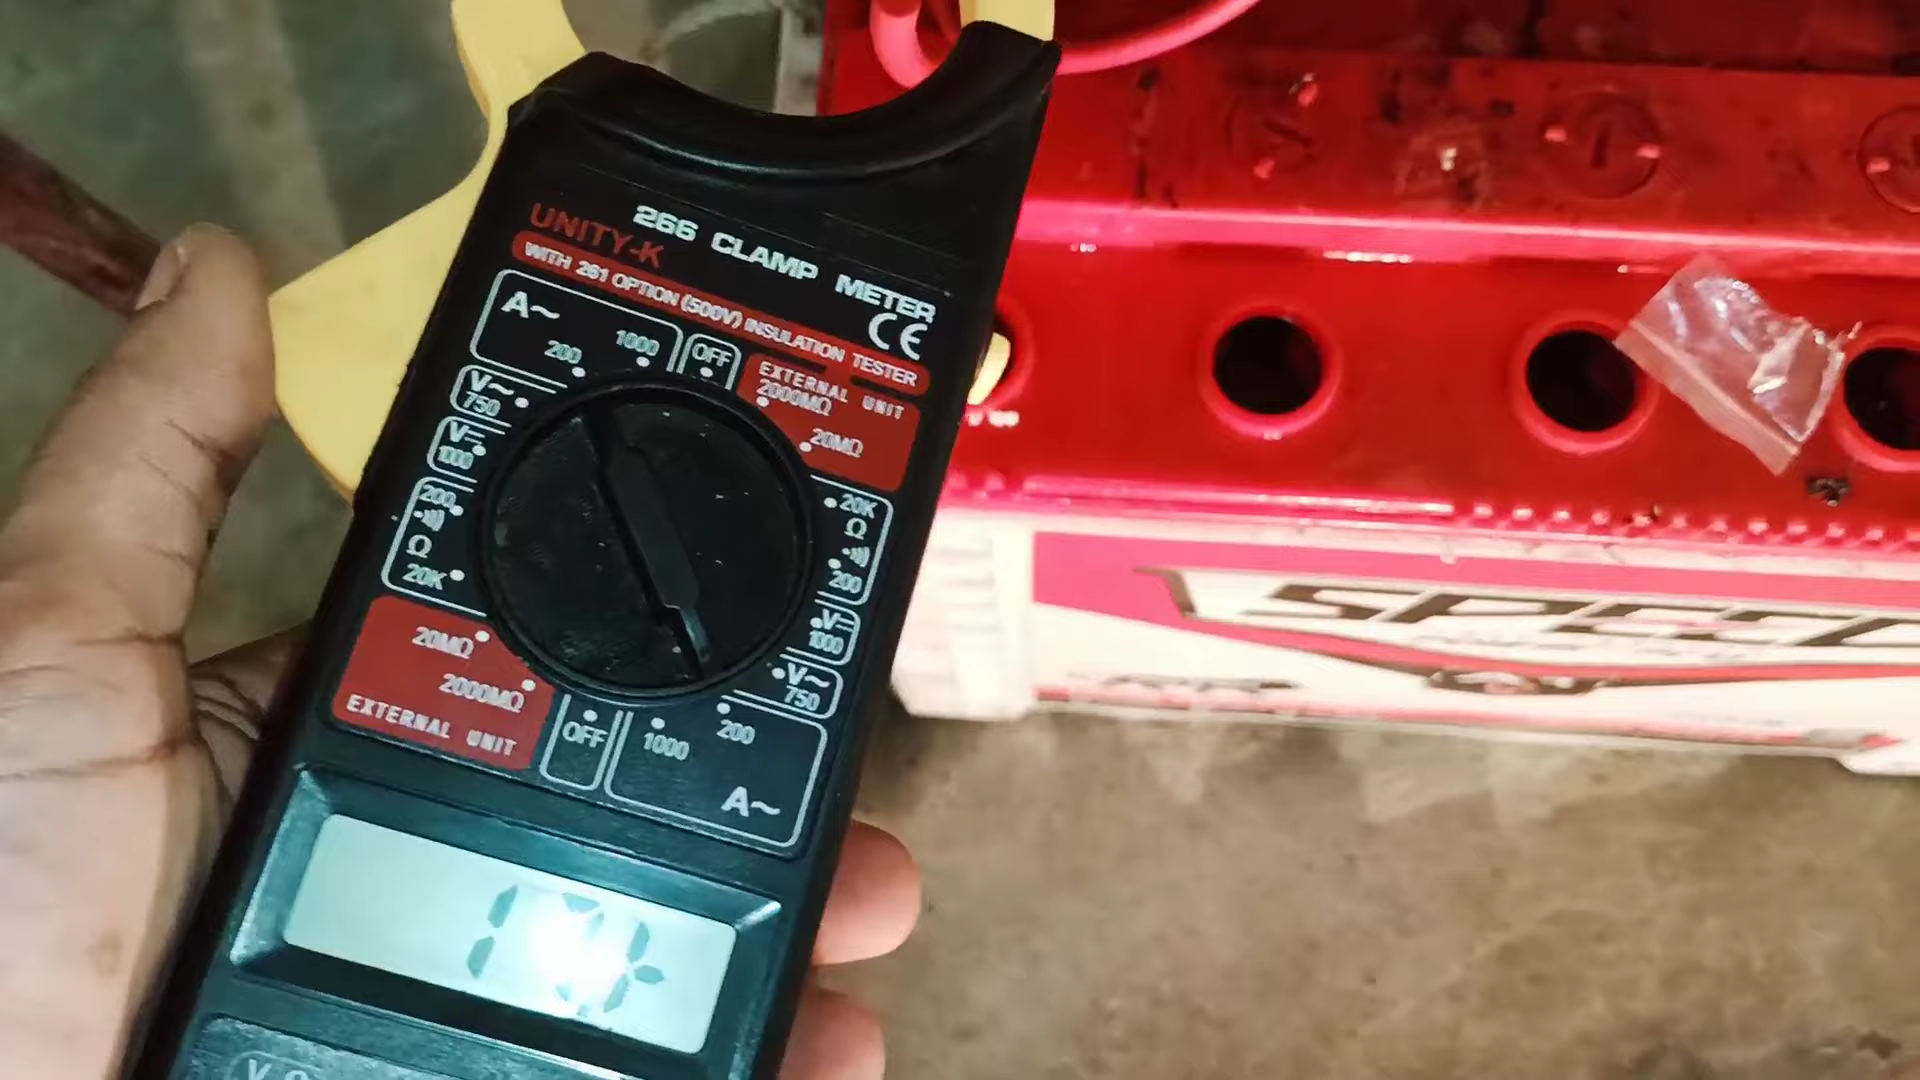 266 CLAMP METER
UNITY-K
CE
WITH 261 OPTION (500V) INSULATION TESTER
A~
200
1000
OFF
EXTERNAL UNIT
2000MΩ
20MΩ
V~
750
V=
1000
200
Ω
20K
20K
Ω
200
V=
1000
V~
750
20MΩ
2000MΩ
EXTERNAL UNIT
OFF
1000
200
A~